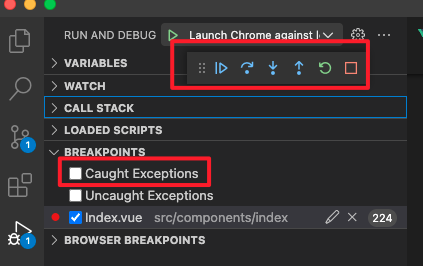 RUN AND DEBUG Launch Chrome against l
VARIABLES
WATCH
CALL STACK
LOADED SCRIPTS
BREAKPOINTS
Caught Exceptions
Uncaught Exceptions
Index.vue src/components/index 224
BROWSER BREAKPOINTS
1
1